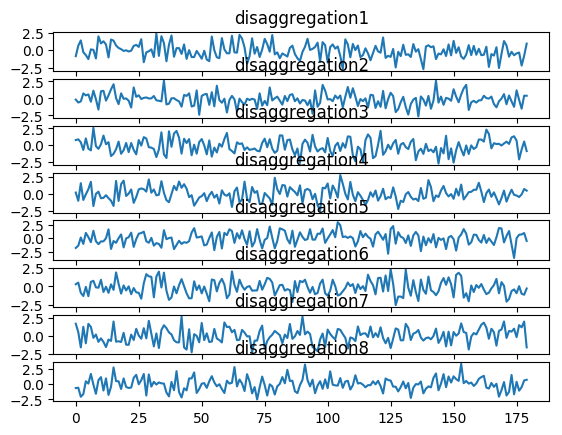 disaggregation1
2.5
0.0
−2.5
disaggregation2
2.5
0.0
−2.5
disaggregation3
2.5
0.0
−2.5
disaggregation4
2.5
0.0
−2.5
disaggregation5
2.5
0.0
−2.5
disaggregation6
2.5
0.0
−2.5
disaggregation7
2.5
0.0
−2.5
disaggregation8
2.5
0.0
−2.5
0 25 50 75 100 125 150 175